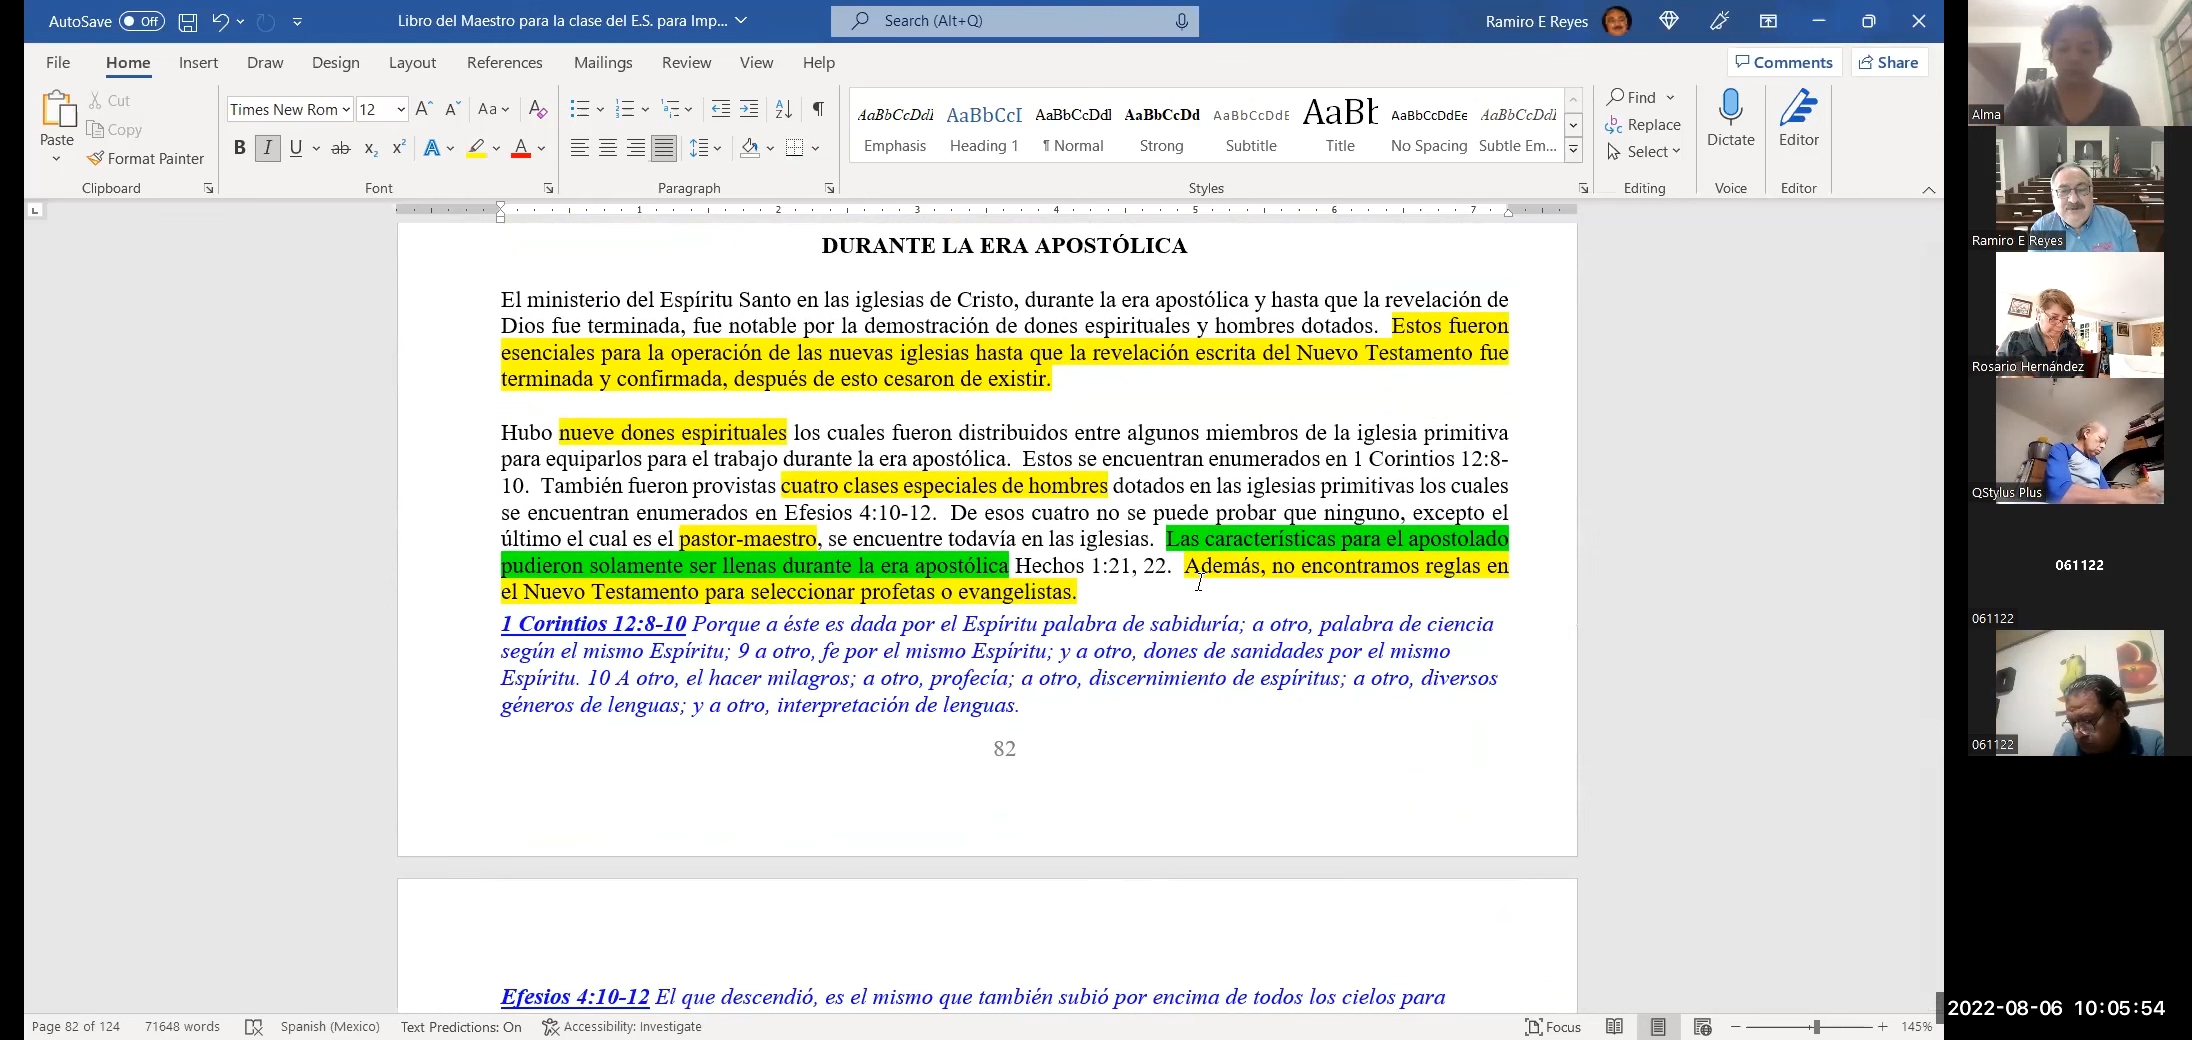 AutoSave Off Libro del Maestro para la clase del E.S. para Imp... Search (Alt+Q) Ramiro E Reyes
File Home Insert Draw Design Layout References Mailings Review View Help Comments Share
Paste Cut Copy Format Painter
Times New Rom 12 Aa
B I U ab x₂ x² A A
AaBbCcDdI AaBbCcI AaBbCcDdI AaBbCcDd AaBbCcDdE AaBl AaBbCcDdEe AaBbCcDdI
Emphasis Heading 1 ¶ Normal Strong Subtitle Title No Spacing Subtle Em...
Find Replace Select Dictate Editor
Clipboard Font Paragraph Styles Editing Voice Editor
1 2 3 4 5 6 7
DURANTE LA ERA APOSTÓLICA
El ministerio del Espíritu Santo en las iglesias de Cristo, durante la era apostólica y hasta que la revelación de
Dios fue terminada, fue notable por la demostración de dones espirituales y hombres dotados. Estos fueron
esenciales para la operación de las nuevas iglesias hasta que la revelación escrita del Nuevo Testamento fue
terminada y confirmada, después de esto cesaron de existir.
Hubo nueve dones espirituales los cuales fueron distribuidos entre algunos miembros de la iglesia primitiva
para equiparlos para el trabajo durante la era apostólica. Estos se encuentran enumerados en 1 Corintios 12:8-
10. También fueron provistas cuatro clases especiales de hombres dotados en las iglesias primitivas los cuales
se encuentran enumerados en Efesios 4:10-12. De esos cuatro no se puede probar que ninguno, excepto el
último el cual es el pastor-maestro, se encuentre todavía en las iglesias. Las características para el apostolado
pudieron solamente ser llenas durante la era apostólica Hechos 1:21, 22. Además, no encontramos reglas en
el Nuevo Testamento para seleccionar profetas o evangelistas.
1 Corintios 12:8-10 Porque a éste es dada por el Espíritu palabra de sabiduría; a otro, palabra de ciencia
según el mismo Espíritu; 9 a otro, fe por el mismo Espíritu; y a otro, dones de sanidades por el mismo
Espíritu. 10 A otro, el hacer milagros; a otro, profecía; a otro, discernimiento de espíritus; a otro, diversos
géneros de lenguas; y a otro, interpretación de lenguas.
82
Efesios 4:10-12 El que descendió, es el mismo que también subió por encima de todos los cielos para
Page 82 of 124 71648 words Spanish (Mexico) Text Predictions: On Accessibility: Investigate Focus 145%
Alma
Ramiro E Reyes
Rosario Hernández
QStylus Plus
061122
061122
061122
2022-08-06 10:05:54